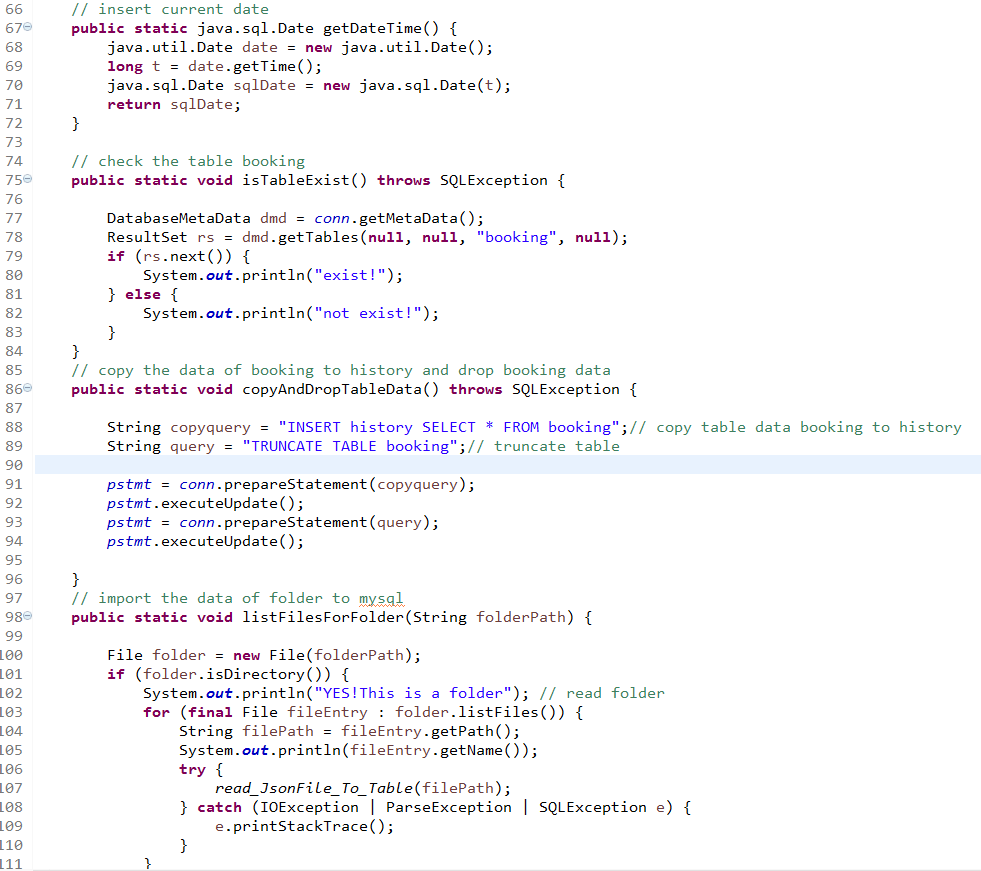 66 // insert current date
67 public static java.sql.Date getDateTime() {
68 java.util.Date date = new java.util.Date();
69 long t = date.getTime();
70 java.sql.Date sqlDate = new java.sql.Date(t);
71 return sqlDate;
72 }
73
74 // check the table booking
75 public static void isTableExist() throws SQLException {
76
77 DatabaseMetaData dmd = conn.getMetaData();
78 ResultSet rs = dmd.getTables(null, null, "booking", null);
79 if (rs.next()) {
80 System.out.println("exist!");
81 } else {
82 System.out.println("not exist!");
83 }
84 }
85 // copy the data of booking to history and drop booking data
86 public static void copyAndDropTableData() throws SQLException {
87
88 String copyquery = "INSERT history SELECT * FROM booking";// copy table data booking to history
89 String query = "TRUNCATE TABLE booking";// truncate table
90
91 pstmt = conn.prepareStatement(copyquery);
92 pstmt.executeUpdate();
93 pstmt = conn.prepareStatement(query);
94 pstmt.executeUpdate();
95
96 }
97 // import the data of folder to mysql
98 public static void listFilesForFolder(String folderPath) {
99
100 File folder = new File(folderPath);
101 if (folder.isDirectory()) {
102 System.out.println("YES!This is a folder"); // read folder
103 for (final File fileEntry : folder.listFiles()) {
104 String filePath = fileEntry.getPath();
105 System.out.println(fileEntry.getName());
106 try {
107 read_JsonFile_To_Table(filePath);
108 } catch (IOException | ParseException | SQLException e) {
109 e.printStackTrace();
110 }
111 }